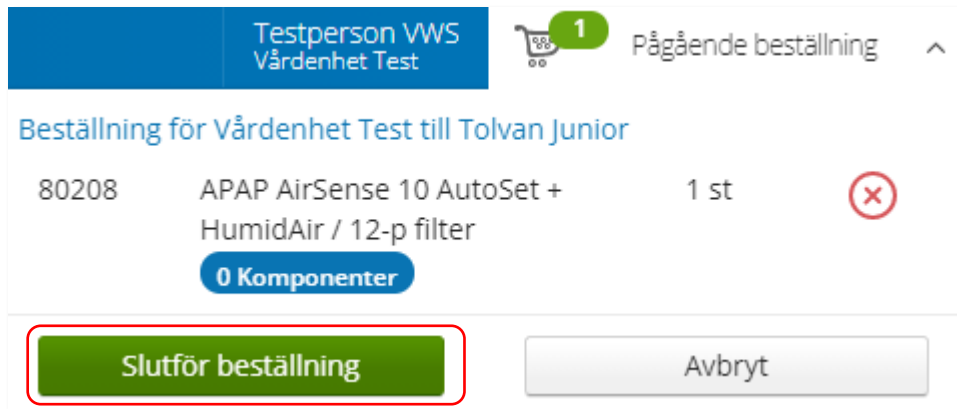 Testperson VWS
Vårdenhet Test
1
Pågående beställning
Beställning för Vårdenhet Test till Tolvan Junior
80208 APAP AirSense 10 AutoSet + 1 st
HumidAir / 12-p filter
0 Komponenter
Slutför beställning
Avbryt